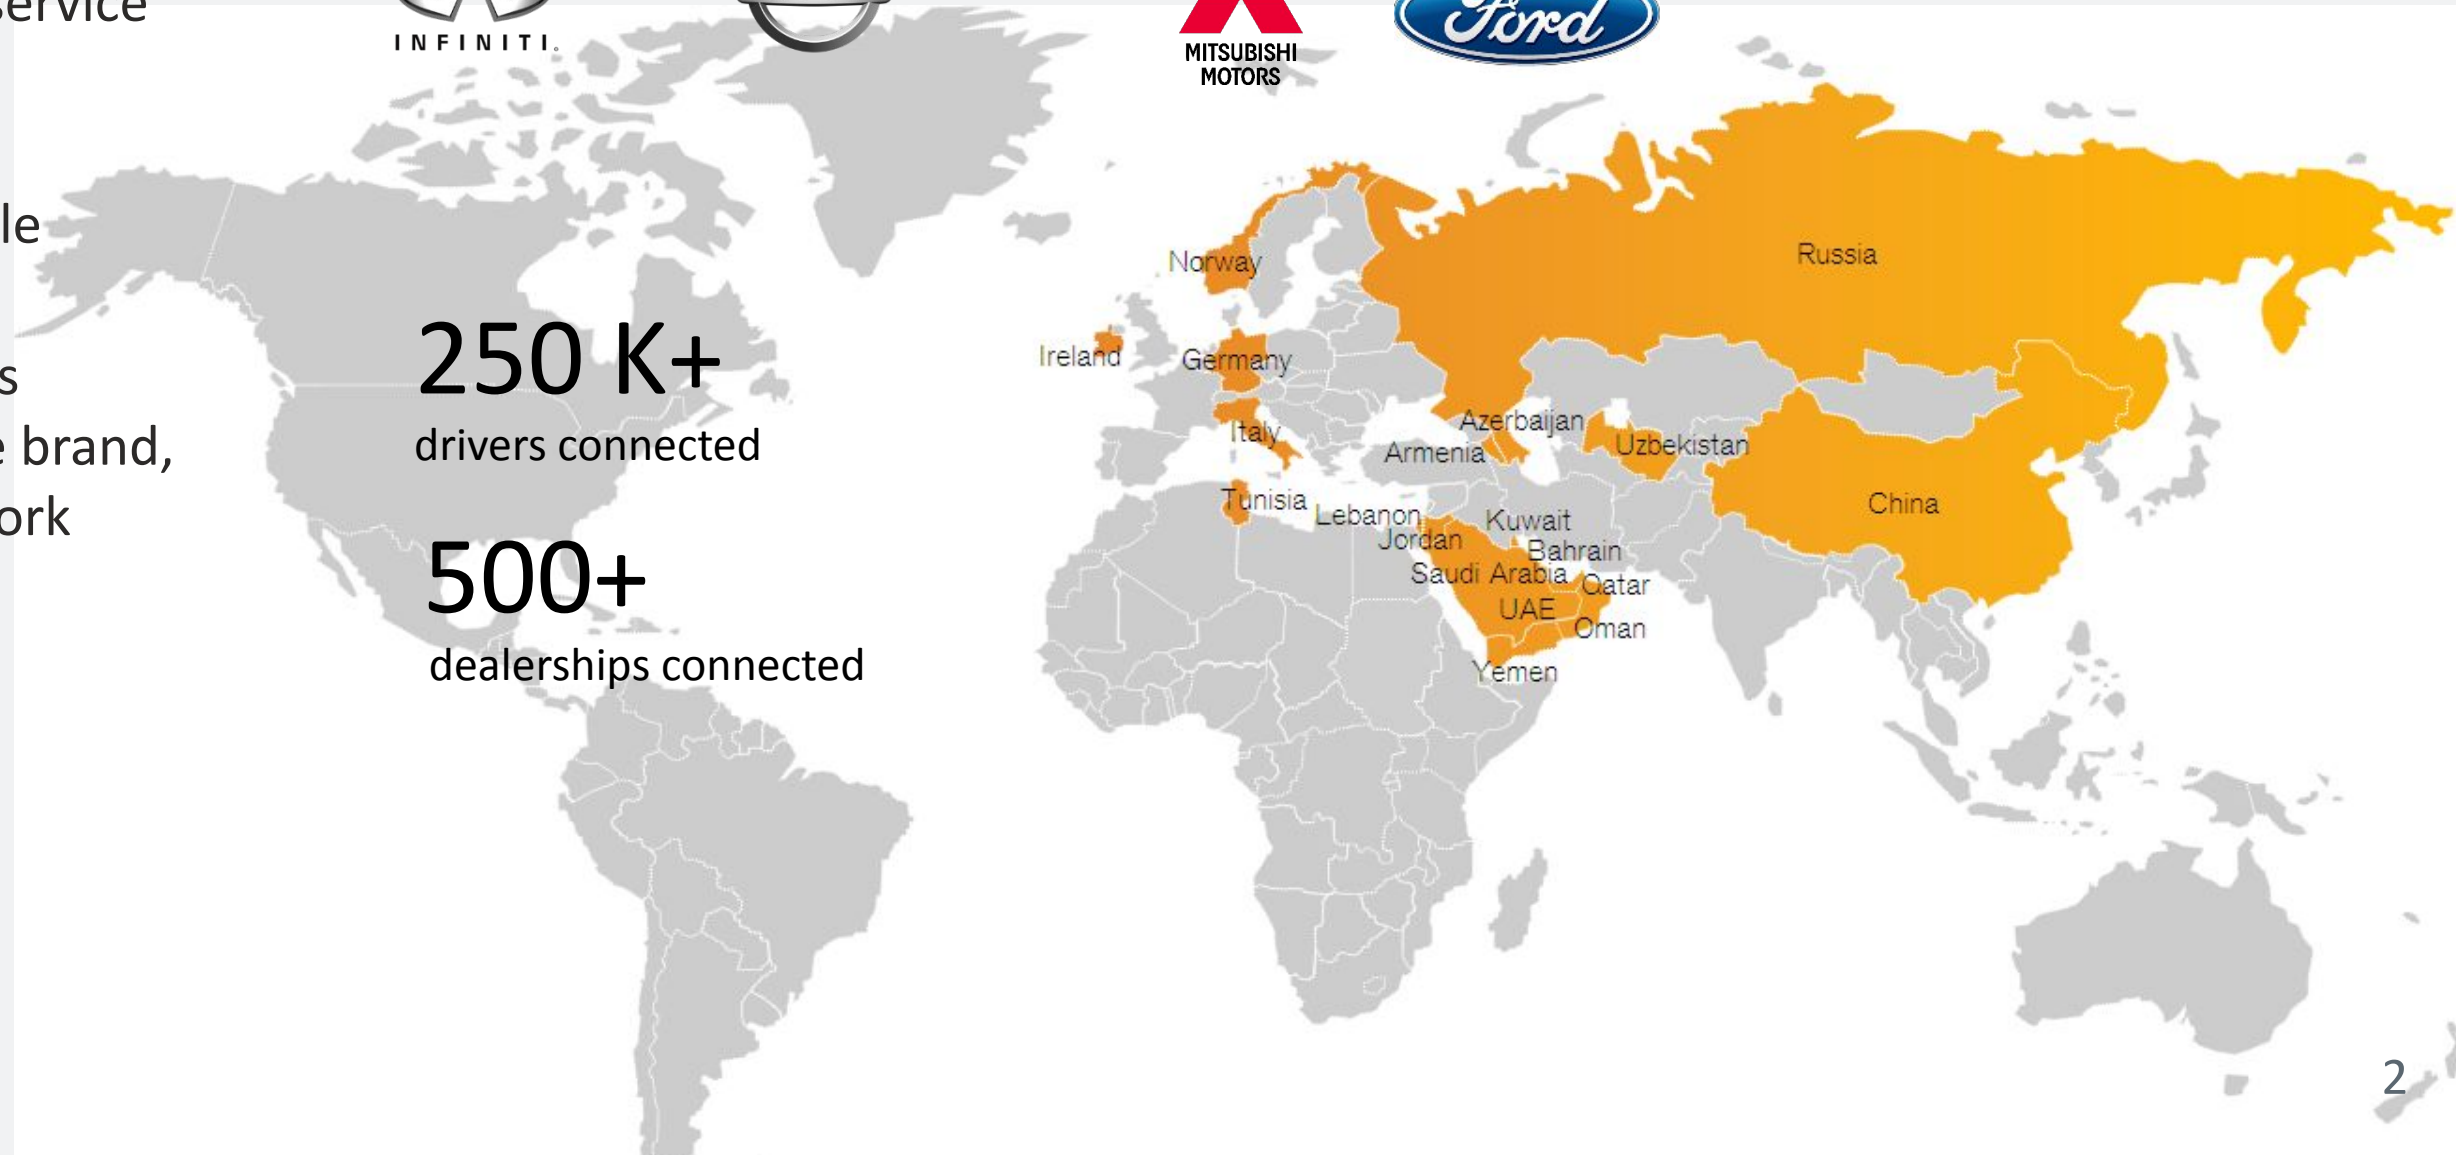 service
INFINITI.
MITSUBISHI
MOTORS
Ford
le
s
e brand,
ork
250 K+
drivers connected
500+
dealerships connected
Norway
Russia
Ireland
Germany
Azerbaijan
Italy
Armenia
Uzbekistan
Tunisia
Lebanon
Kuwait
China
Jordan
Bahrain
Saudi Arabia
Qatar
UAE
Oman
Yemen
2